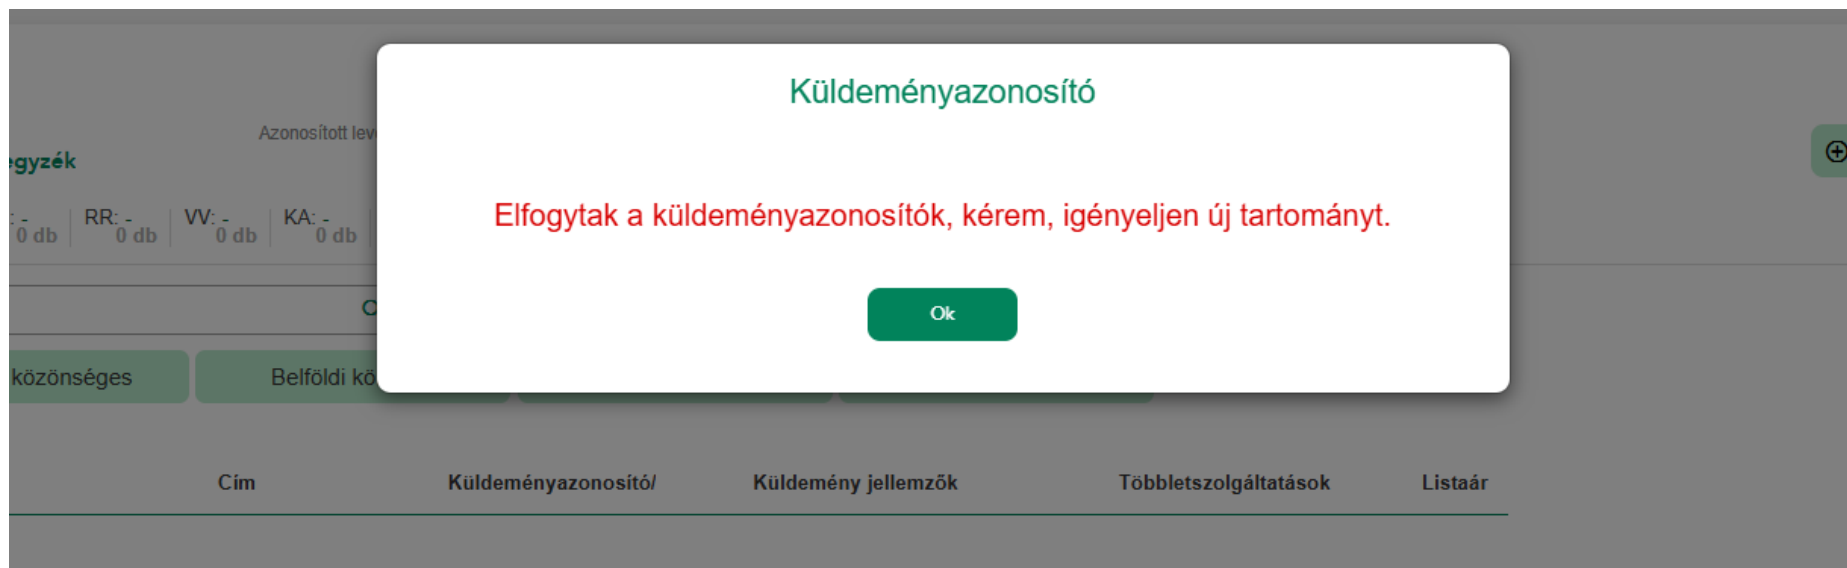 Küldeményazonosító
Azonosított lev
egyzék
: - 0 db RR: - 0 db VV: - 0 db KA: - 0 db
Elfogytak a küldeményazonosítók, kérem, igényeljen új tartományt.
Ok
közönséges Belföldi kö
Cím Küldeményazonosító/ Küldemény jellemzők Többletszolgáltatások Listaár